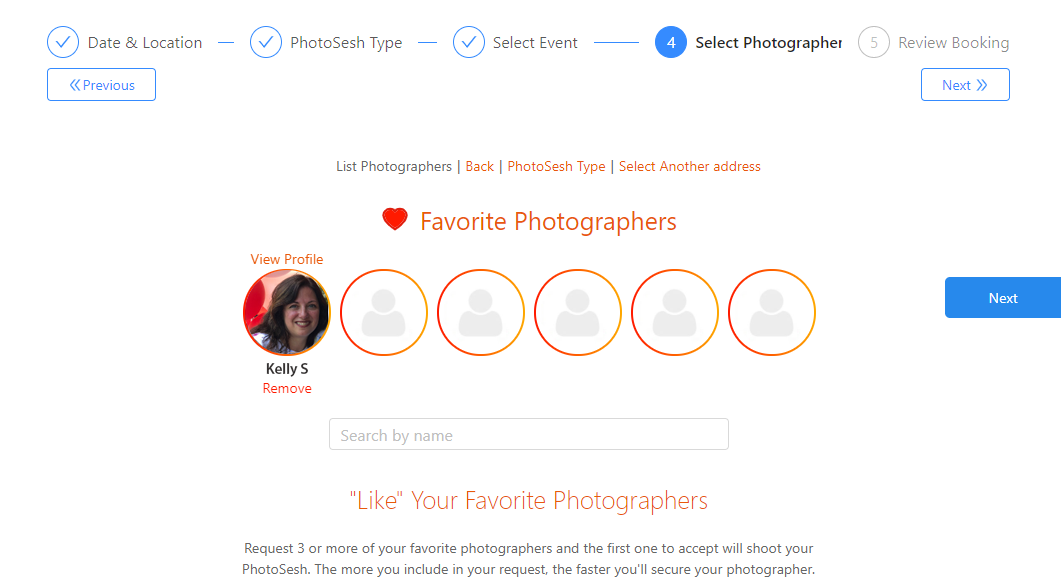 Date & Location PhotoSesh Type Select Event 4 Select Photographer 5 Review Booking
Previous Next
List Photographers | Back | PhotoSesh Type | Select Another address
Favorite Photographers
View Profile
Kelly S
Remove
Next
Search by name
"Like" Your Favorite Photographers
Request 3 or more of your favorite photographers and the first one to accept will shoot your
PhotoSesh. The more you include in your request, the faster you'll secure your photographer.